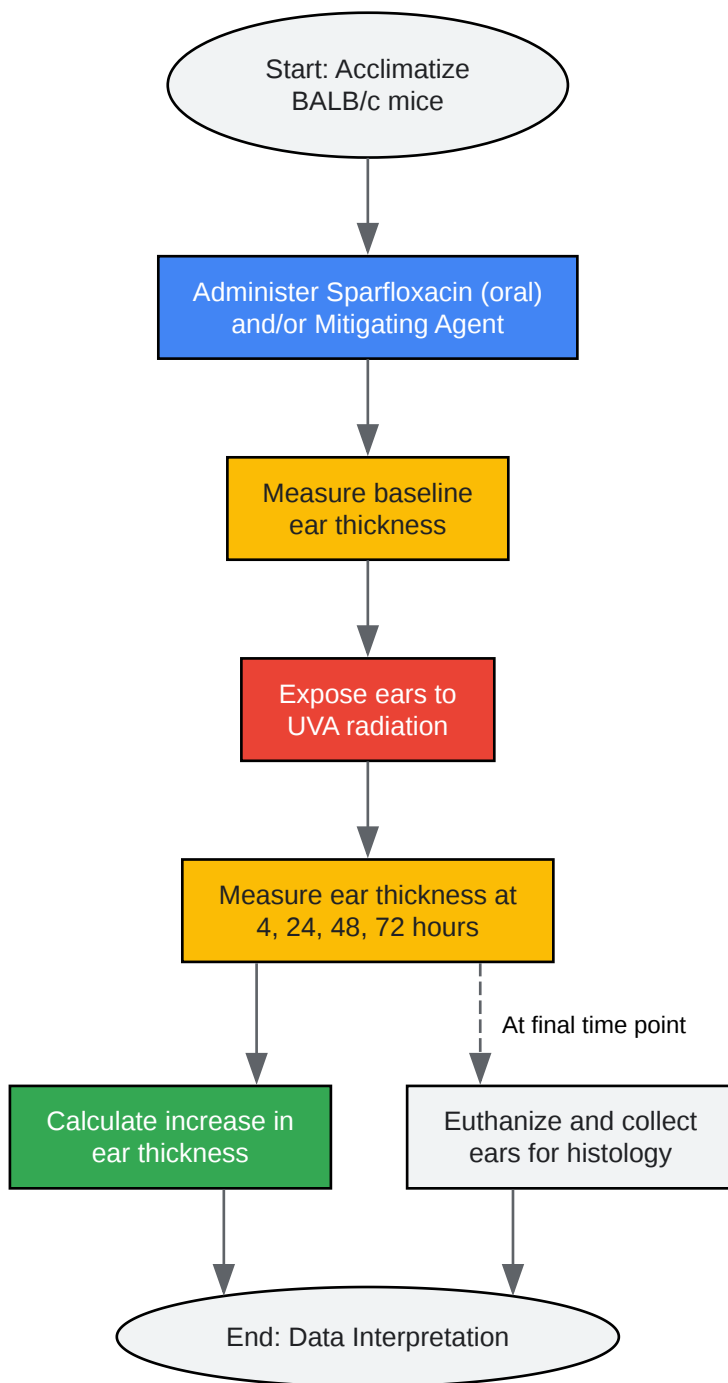 Start: Acclimatize
BALB/c mice
Administer Sparfloxacin (oral)
and/or Mitigating Agent
Measure baseline
ear thickness
Expose ears to
UVA radiation
Measure ear thickness at
4, 24, 48, 72 hours
At final time point
Calculate increase in
ear thickness
Euthanize and collect
ears for histology
End: Data Interpretation